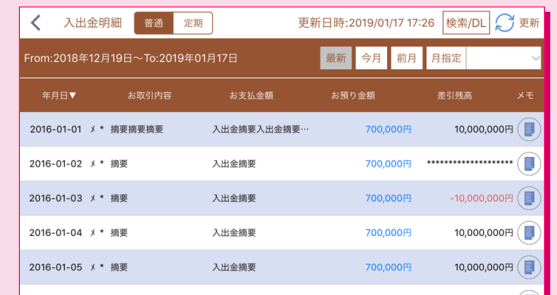 入出金明細 普通 定期 更新日時:2019/01/17 17:26 検索/DL 更新
From:2018年12月19日～To:2019年01月17日 最新 今月 前月 月指定
年月日▼ お取引内容 お支払金額 お預り金額 差引残高 メモ
2016-01-01 〆 * 摘要摘要摘要 入出金摘要入出金摘要… 700,000円 10,000,000円
2016-01-02 〆 * 摘要 入出金摘要 700,000円 ********************
2016-01-03 〆 * 摘要 入出金摘要 700,000円 -10,000,000円
2016-01-04 〆 * 摘要 入出金摘要 700,000円 10,000,000円
2016-01-05 〆 * 摘要 入出金摘要 700,000円 10,000,000円